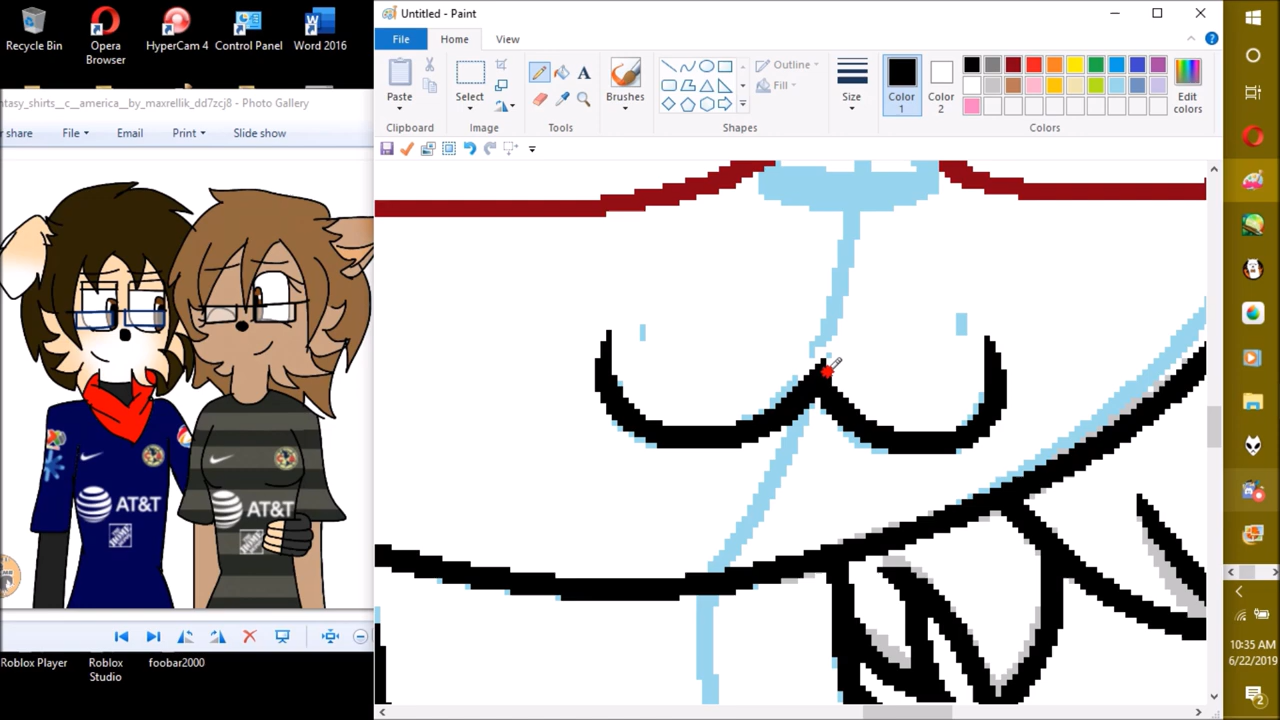 Recycle Bin
Opera Browser
HyperCam 4
Control Panel
Word 2016
ntasy_shirts__c__america__by_maxrellik_dd7zcj8 - Photo Gallery
share
File
Email
Print
Slide show
AT&T
AT&T
Roblox Player
Roblox Studio
foobar2000
Untitled - Paint
File
Home
View
Paste
Clipboard
Select
Image
Tools
Brushes
Shapes
Outline
Fill
Size
Color 1
Color 2
Edit colors
Colors
10:35 AM
6/22/2019
2